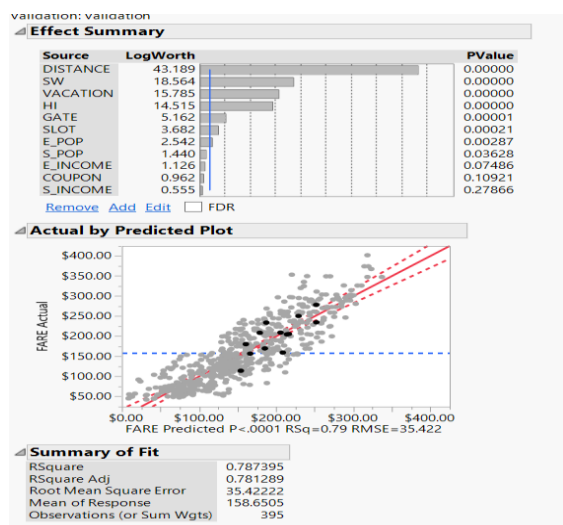 Validation: Validation
Effect Summary
Source LogWorth PValue
DISTANCE 43.189 0.00000
SW 18.564 0.00000
VACATION 15.785 0.00000
HI 14.515 0.00000
GATE 5.162 0.00001
SLOT 3.682 0.00021
E_POP 2.542 0.00287
S_POP 1.440 0.03628
E_INCOME 1.126 0.07486
COUPON 0.962 0.10921
S_INCOME 0.555 0.27866
Remove Add Edit FDR
Actual by Predicted Plot
$400.00
$350.00
$300.00
$250.00
$200.00
$150.00
$100.00
$50.00
FARE Actual
$0.00 $100.00 $200.00 $300.00 $400.00
FARE Predicted P<.0001 RSq=0.79 RMSE=35.422
Summary of Fit
RSquare 0.787395
RSquare Adj 0.781289
Root Mean Square Error 35.42222
Mean of Response 158.6505
Observations (or Sum Wgts) 395